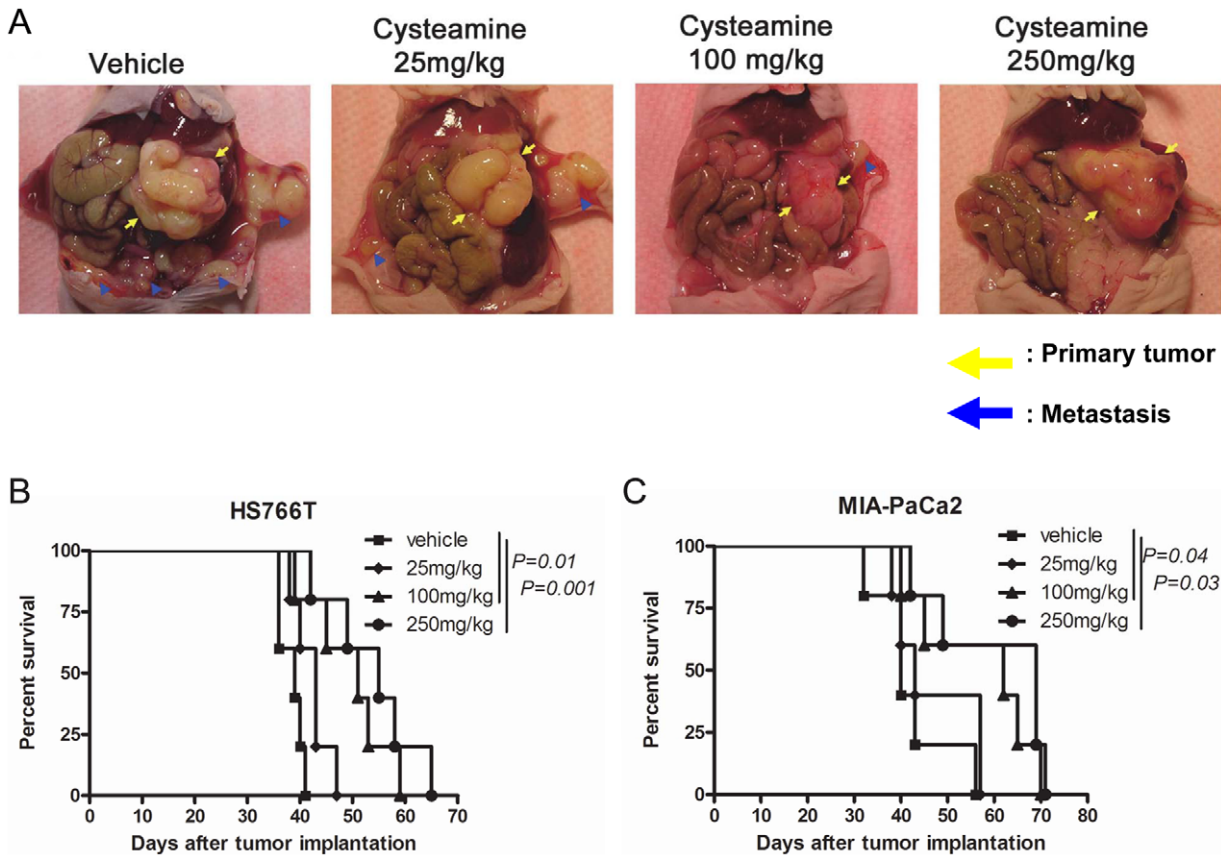 A
Vehicle
Cysteamine
25mg/kg
Cysteamine
100 mg/kg
Cysteamine
250mg/kg
: Primary tumor
: Metastasis
B
HS766T
vehicle
25mg/kg
100mg/kg
250mg/kg
P=0.01
P=0.001
Percent survival
100
75
50
25
0
0 10 20 30 40 50 60 70
Days after tumor implantation
C
MIA-PaCa2
vehicle
25mg/kg
100mg/kg
250mg/kg
P=0.04
P=0.03
Percent survival
100
75
50
25
0
0 10 20 30 40 50 60 70 80
Days after tumor implantation